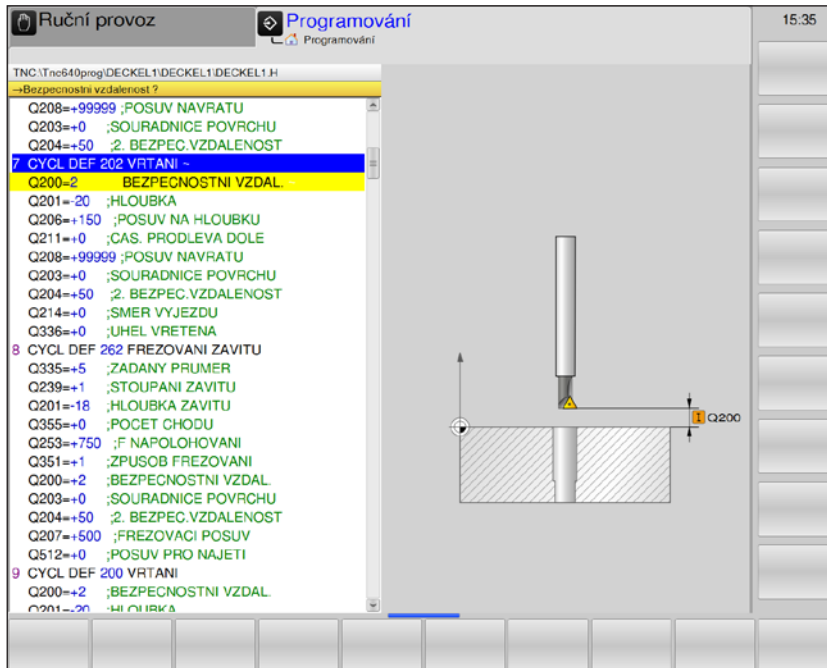 Ruční provoz
Programování
Programování
15:35
TNC:\Tnc640prog\DECKEL1\DECKEL1\DECKEL1.H
→Bezpecnostni vzdalenost ?
Q208=+99999 ;POSUV NAVRATU
Q203=+0 ;SOURADNICE POVRCHU
Q204=+50 ;2. BEZPEC.VZDALENOST
7 CYCL DEF 202 VRTANI ~
Q200=2 BEZPECNOSTNI VZDAL. ~
Q201=-20 ;HLOUBKA
Q206=+150 ;POSUV NA HLOUBKU
Q211=+0 ;CAS. PRODLEVA DOLE
Q208=+99999 ;POSUV NAVRATU
Q203=+0 ;SOURADNICE POVRCHU
Q204=+50 ;2. BEZPEC.VZDALENOST
Q214=+0 ;SMER VYJEZDU
Q336=+0 ;UHEL VRETENA
8 CYCL DEF 262 FREZOVANI ZAVITU
Q335=+5 ;ZADANY PRUMER
Q239=+1 ;STOUPANI ZAVITU
Q201=-18 ;HLOUBKA ZAVITU
Q355=+0 ;POCET CHODU
Q253=+750 ;F NAPOLOHOVANI
Q351=+1 ;ZPUSOB FREZOVANI
Q200=+2 ;BEZPECNOSTNI VZDAL.
Q203=+0 ;SOURADNICE POVRCHU
Q204=+50 ;2. BEZPEC.VZDALENOST
Q207=+500 ;FREZOVACI POSUV
Q512=+0 ;POSUV PRO NAJETI
9 CYCL DEF 200 VRTANI
Q200=+2 ;BEZPECNOSTNI VZDAL.
Q201=-20 ;HLOUBKA
Q200